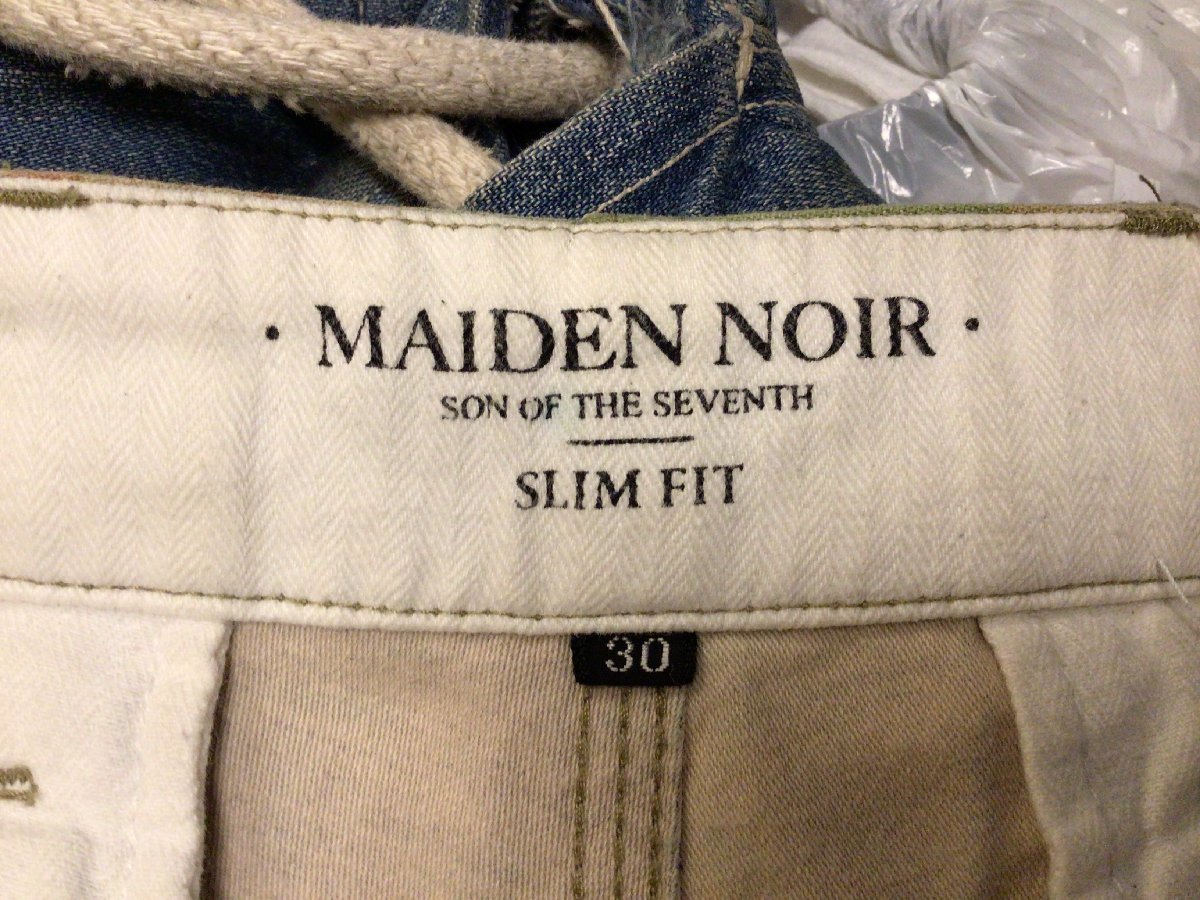 · MAIDEN NOIR ·
SON OF THE SEVENTH
SLIM FIT
30